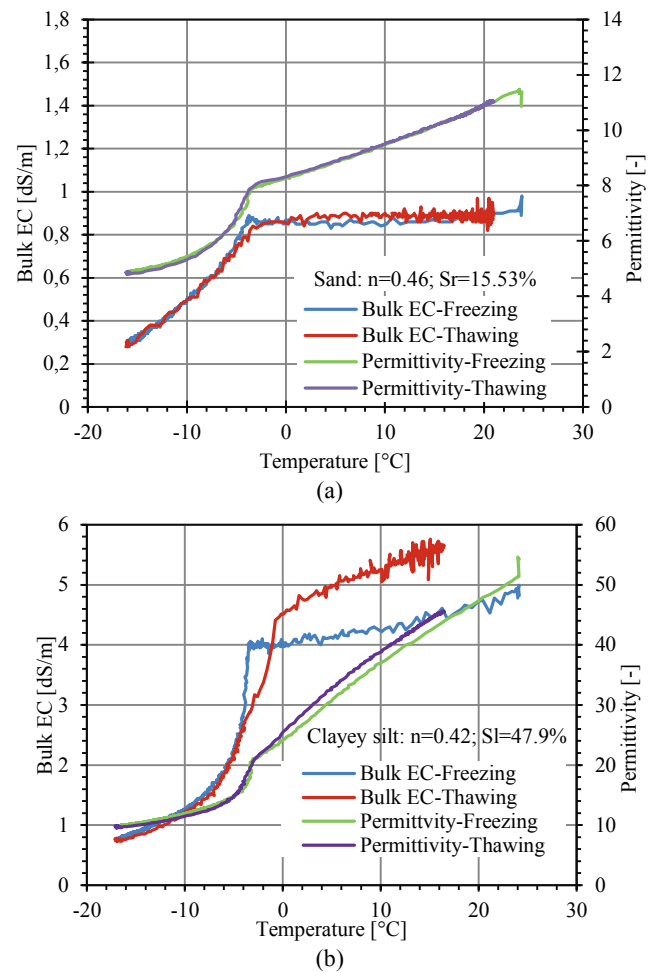 1,8
1,6
1,4
1,2
1
0,8
0,6
0,4
0,2
0
Bulk EC [dS/m]
14
12
10
8
6
4
2
0
Permittivity [-]
Sand: n=0.46; Sr=15.53%
Bulk EC-Freezing
Bulk EC-Thawing
Permittivity-Freezing
Permittivity-Thawing
-20 -10 0 10 20 30
Temperature [°C]
(a)
6
5
4
3
2
1
0
Bulk EC [dS/m]
60
50
40
30
20
10
0
Permittivity [-]
Clayey silt: n=0.42; Sl=47.9%
Bulk EC-Freezing
Bulk EC-Thawing
Permittvity-Freezing
Permittivity-Thawing
-20 -10 0 10 20 30
Temperature [°C]
(b)